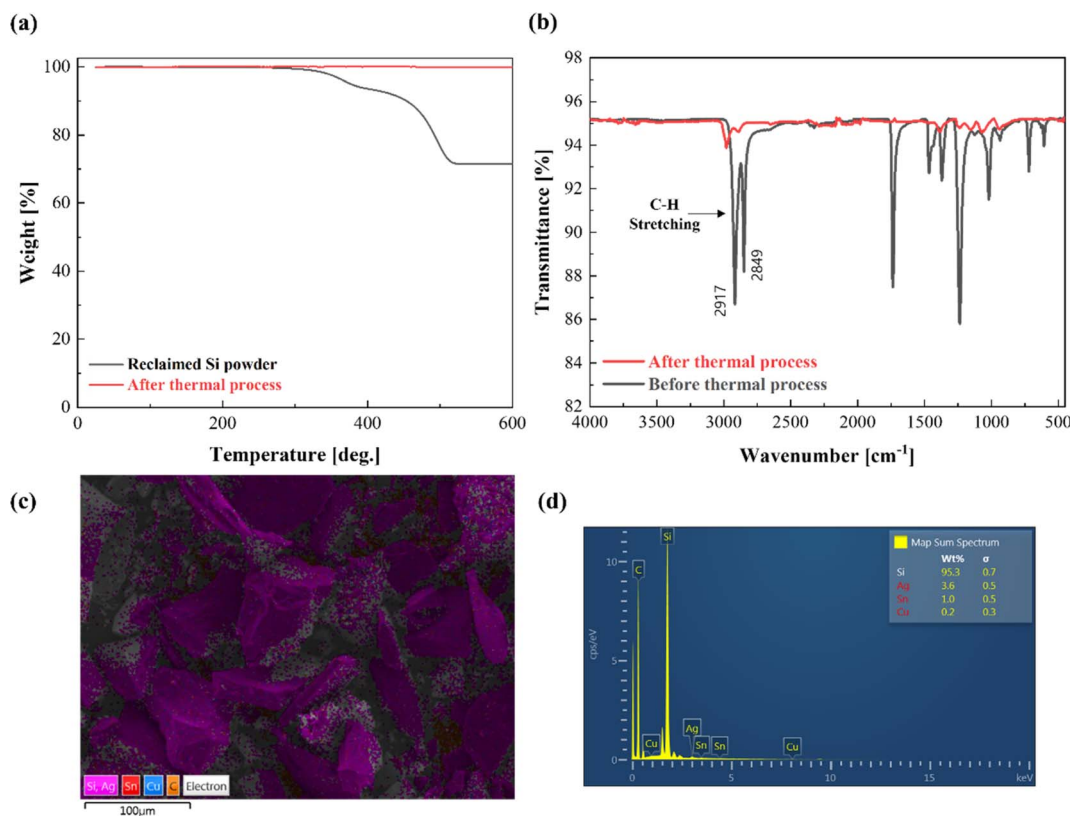 (a)
100
80
60
40
20
0
0
200
400
600
Weight [%]
Temperature [deg.]
Reclaimed Si powder
After thermal process
(b)
98
96
94
92
90
88
86
84
82
4000
3500
3000
2500
2000
1500
1000
500
Transmittance [%]
Wavenumber [cm⁻¹]
C-H
Stretching
2917
2849
After thermal process
Before thermal process
(c)
Si, Ag Sn Cu C Electron
100μm
(d)
cps/eV
10
5
0
0
5
10
15
keV
C
Si
Cu
Ag
Sn
Sn
Cu
Map Sum Spectrum
Wt% σ
Si 95.3 0.7
Ag 3.6 0.5
Sn 1.0 0.5
Cu 0.2 0.3